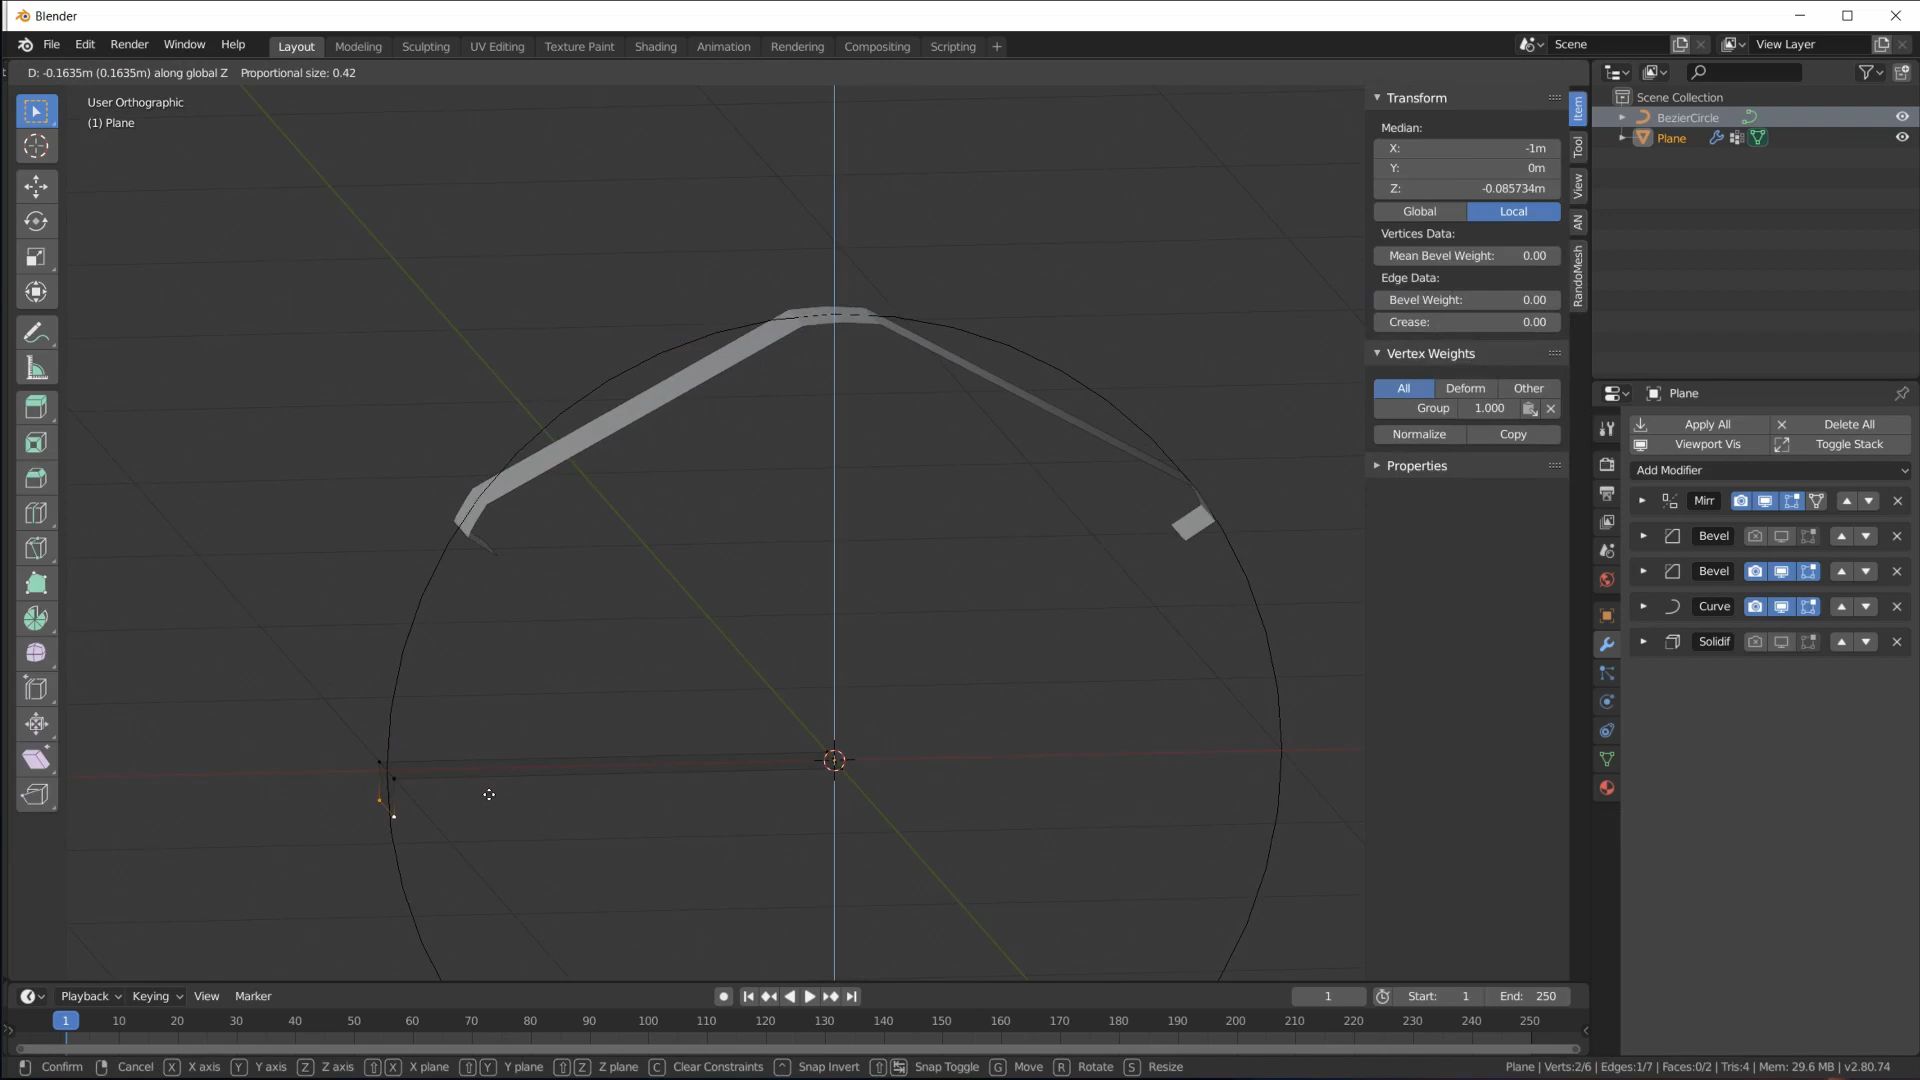 Blender
File Edit Render Window Help Layout Modeling Sculpting UV Editing Texture Paint Shading Animation Rendering Compositing Scripting + Scene View Layer
D: -0.1635m (0.1635m) along global Z Proportional size: 0.42
User Orthographic
(1) Plane
Transform
Median:
X: -1m
Y: 0m
Z: -0.085734m
Global Local
Vertices Data:
Mean Bevel Weight: 0.00
Edge Data:
Bevel Weight: 0.00
Crease: 0.00
Vertex Weights
All Deform Other
Group 1.000
Normalize Copy
Properties
Item
Tool
View
AN
RandoMesh
Scene Collection
BezierCircle
Plane
Plane
Apply All Delete All
Viewport Vis Toggle Stack
Add Modifier
Mirr
Bevel
Bevel
Curve
Solidif
Playback Keying View Marker 1 Start: 1 End: 250
1 10 20 30 40 50 60 70 80 90 100 110 120 130 140 150 160 170 180 190 200 210 220 230 240 250
Confirm Cancel X X axis Y Y axis Z Z axis X X plane Y Y plane Z Z plane C Clear Constraints ^ Snap Invert Snap Toggle G Move R Rotate S Resize Plane | Verts:2/6 | Edges:1/7 | Faces:0/2 | Tris:4 | Mem: 29.6 MB | v2.80.74